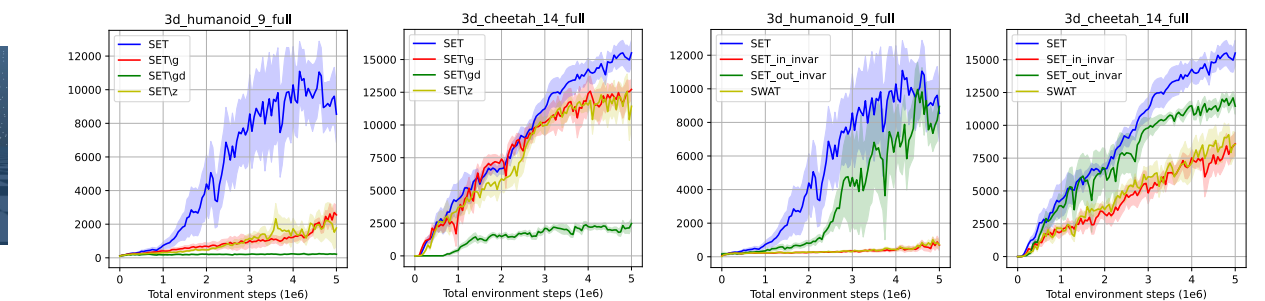 3d_humanoid_9_full
SET
SET\g
SET\gd
SET\z
12000
10000
8000
6000
4000
2000
0
0 1 2 3 4 5
Total environment steps (1e6)
3d_cheetah_14_full
SET
SET\g
SET\gd
SET\z
15000
12500
10000
7500
5000
2500
0
0 1 2 3 4 5
Total environment steps (1e6)
3d_humanoid_9_full
SET
SET_in_invar
SET_out_invar
SWAT
12000
10000
8000
6000
4000
2000
0
0 1 2 3 4 5
Total environment steps (1e6)
3d_cheetah_14_full
SET
SET_in_invar
SET_out_invar
SWAT
15000
12500
10000
7500
5000
2500
0
0 1 2 3 4 5
Total environment steps (1e6)